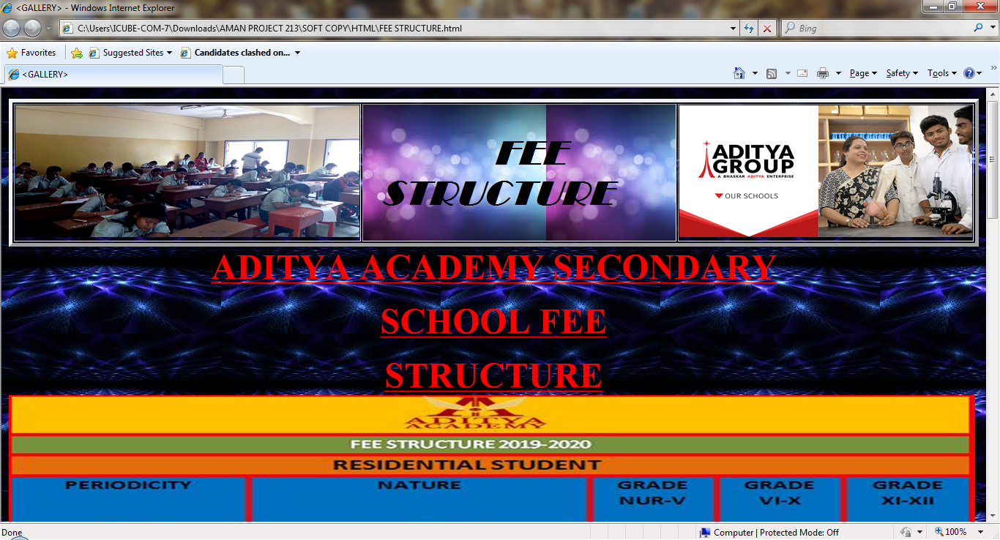 <GALLERY> - Windows Internet Explorer
C:\Users\ICUBE-COM-7\Downloads\AMAN PROJECT 213\SOFT COPY\HTML\FEE STRUCTURE.html
Bing
Favorites
Suggested Sites
Candidates clashed on...
<GALLERY>
Page
Safety
Tools
FEE
STRUCTURE
ADITYA
GROUP
A BHASKAR ADITYA ENTERPRISE
OUR SCHOOLS
ADITYA ACADEMY SECONDARY
SCHOOL FEE
STRUCTURE
ADITYA
ACADEMY
FEE STRUCTURE 2019-2020
RESIDENTIAL STUDENT
PERIODICITY
NATURE
GRADE
NUR-V
GRADE
VI-X
GRADE
XI-XII
Done
Computer | Protected Mode: Off
100%